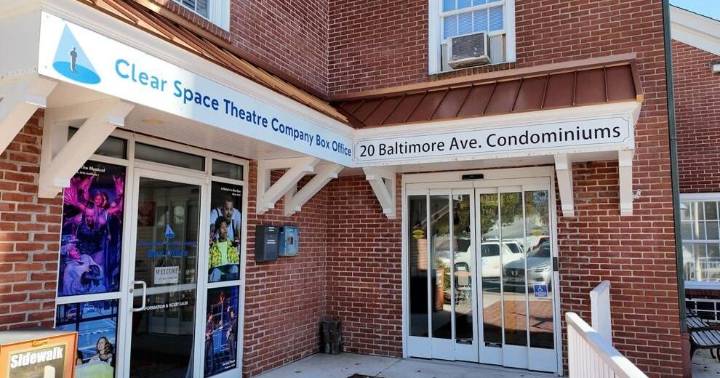 Clear Space Theatre Company Box Office
20 Baltimore Ave. Condominiums
WELCOME
Sidewalk